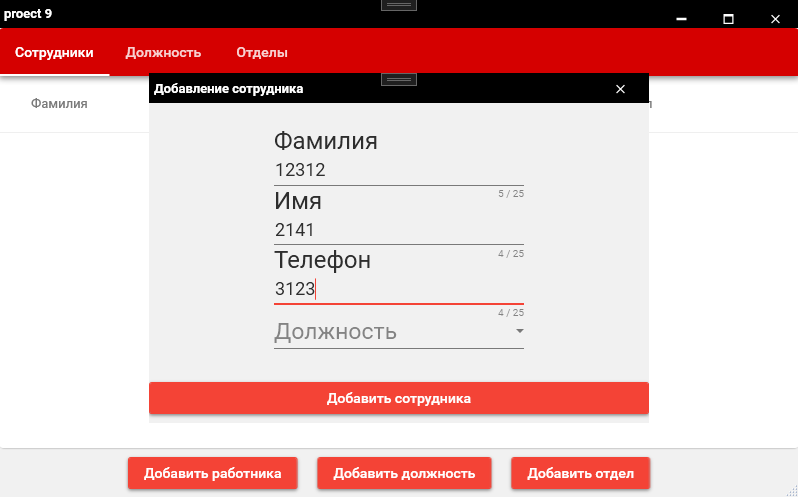 proect 9
Сотрудники Должность Отделы
Добавление сотрудника
Фамилия
Фамилия
12312
5 / 25
Имя
2141
4 / 25
Телефон
3123
4 / 25
Должность
Добавить сотрудника
Добавить работника Добавить должность Добавить отдел